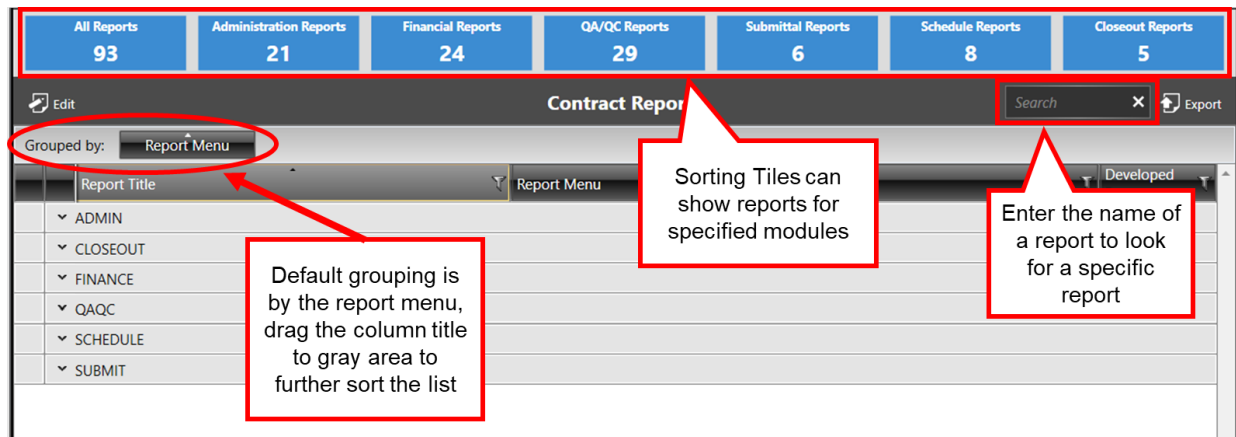 All Reports Administration Reports Financial Reports QA/QC Reports Submittal Reports Schedule Reports Closeout Reports
93 21 24 29 6 8 5
Edit Contract Repor Search Export
Grouped by: Report Menu
Report Title Report Menu Developed
ADMIN
CLOSEOUT
FINANCE
QAQC
SCHEDULE
SUBMIT
Default grouping is
by the report menu,
drag the column title
to gray area to
further sort the list
Sorting Tiles can
show reports for
specified modules
Enter the name of
a report to look
for a specific
report